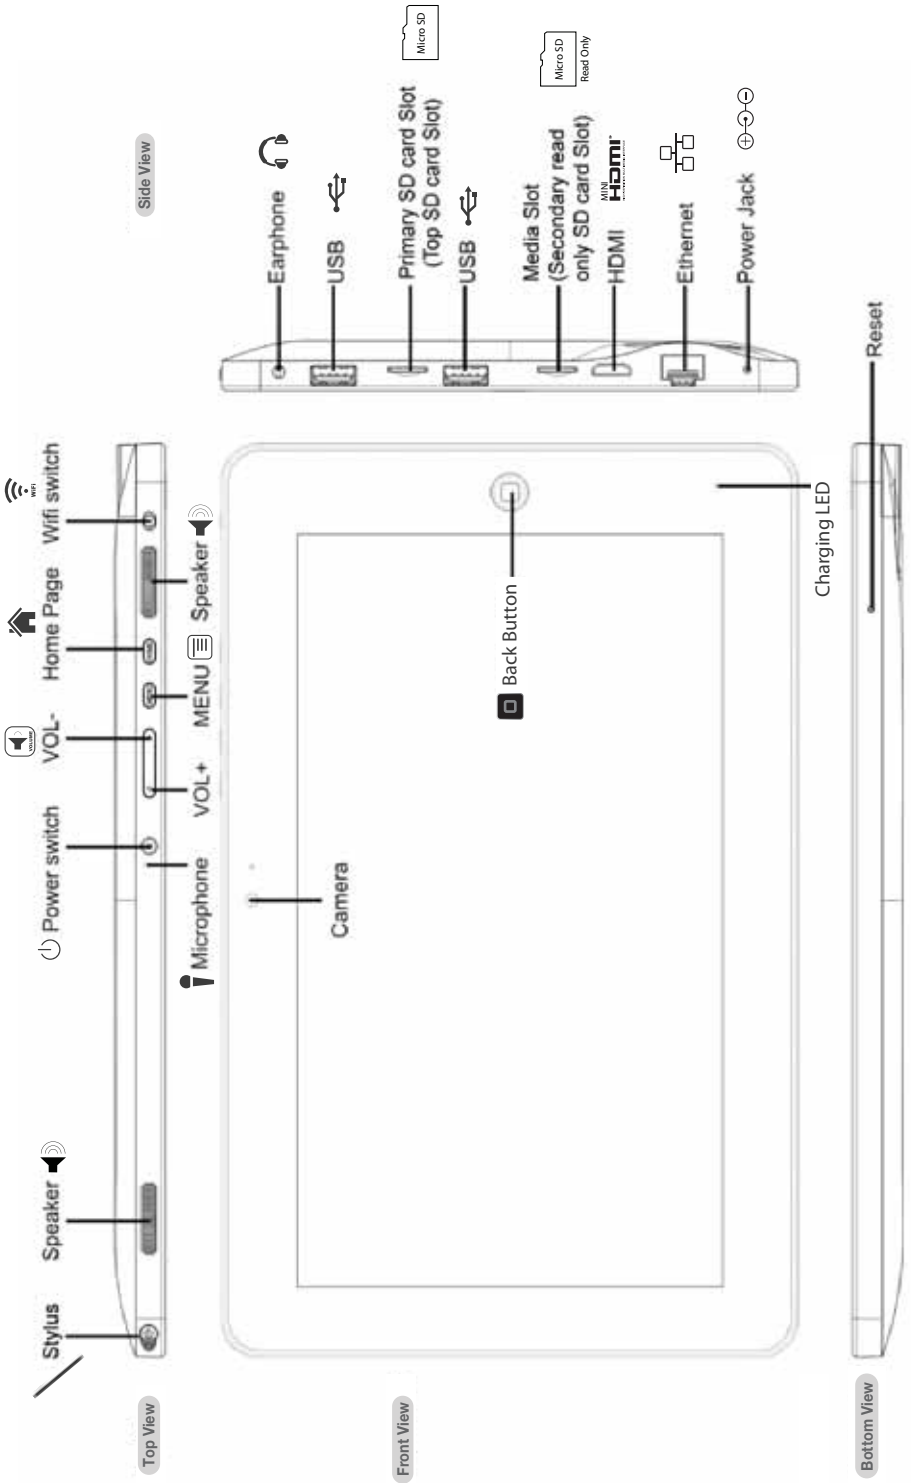 VOLUME
WiFi
Stylus
Speaker
Power switch
VOL-
Home Page
Wifi switch
Top View
Microphone
VOL+
MENU
Speaker
Side View
Earphone
USB
Primary SD card Slot
(Top SD card Slot)
Micro SD
USB
Media Slot
(Secondary read
only SD card Slot)
Micro SD
Read Only
HDMI
MINI
HDMI
Ethernet
Power Jack
Front View
Camera
Back Button
Charging LED
Bottom View
Reset